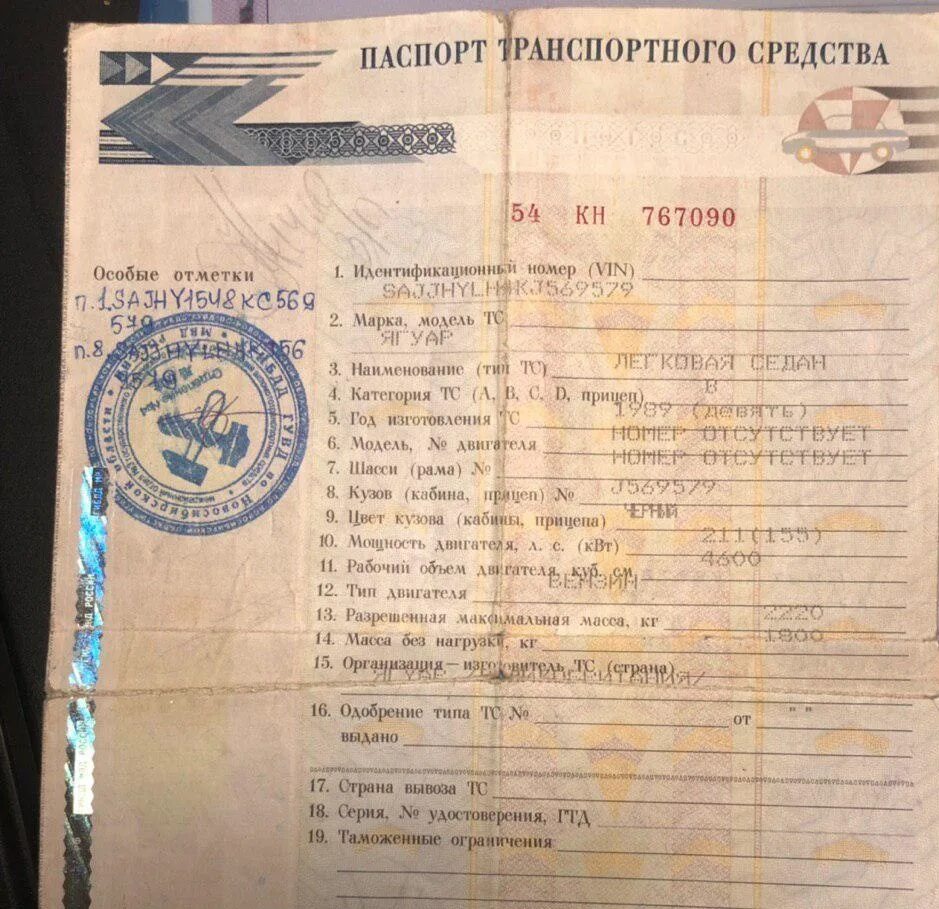 ПАСПОРТ ТРАНСПОРТНОГО СРЕДСТВА
54 КН 767090
Особые отметки
п.1.SAJHY1548KC569
579
п.8.
1. Идентификационный номер (VIN)
2. Марка, модель ТС
ЯГУАР
3. Наименование (тип ТС) ЛЕГКОВАЯ СЕДАН
4. Категория ТС (А, В, С, D, прицеп) В
5. Год изготовления ТС 1989 (ДЕВЯТЬ)
6. Модель, № двигателя НОМЕР ОТСУТСТВУЕТ
7. Шасси (рама) № НОМЕР ОТСУТСТВУЕТ
8. Кузов (кабина, прицеп) № J569579
9. Цвет кузова (кабины, прицепа) ЧЕРНЫЙ
10. Мощность двигателя, л. с. (кВт) 211(155)
11. Рабочий объем двигателя, куб. см 4600
12. Тип двигателя БЕНЗИН
13. Разрешенная максимальная масса, кг 2220
14. Масса без нагрузки, кг 1800
15. Организация—изготовитель ТС (страна)
ЯГУАР
16. Одобрение типа ТС № от " "
выдано
17. Страна вывоза ТС
18. Серия, № удостоверения, ГТД
19. Таможенные ограничения